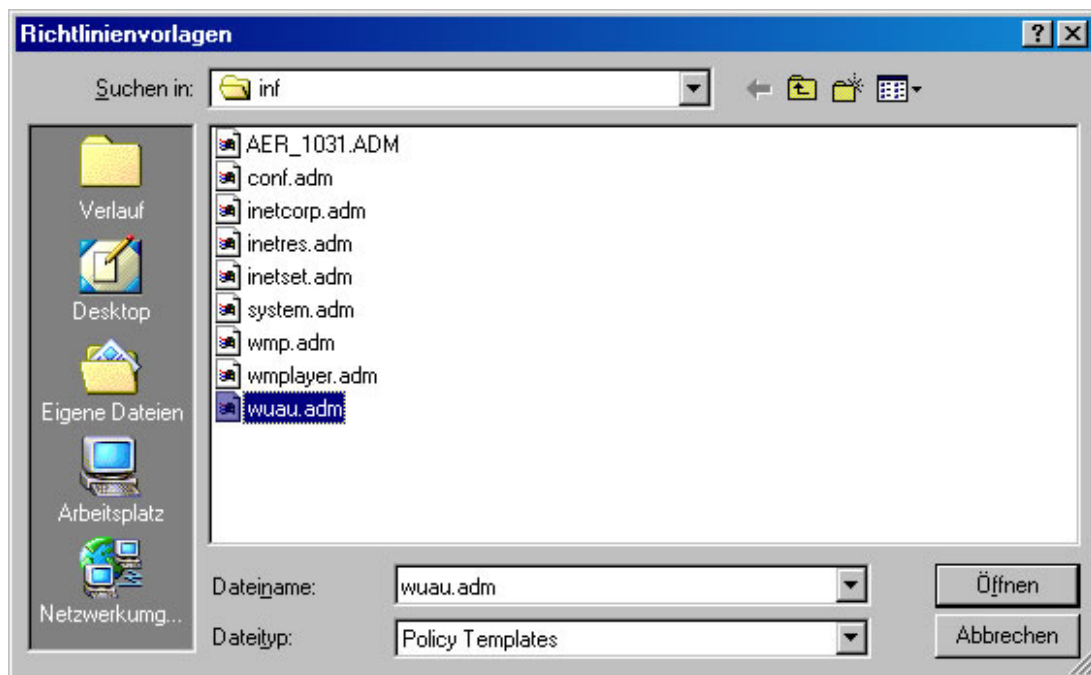 Richtlinienvorlagen
Suchen in: inf
AER_1031.ADM
conf.adm
inetcorp.adm
inetres.adm
inetset.adm
system.adm
wmp.adm
wmplayer.adm
wuau.adm
Verlauf
Desktop
Eigene Dateien
Arbeitsplatz
Netzwerkumg...
Dateiname: wuau.adm Öffnen
Dateityp: Policy Templates Abbrechen